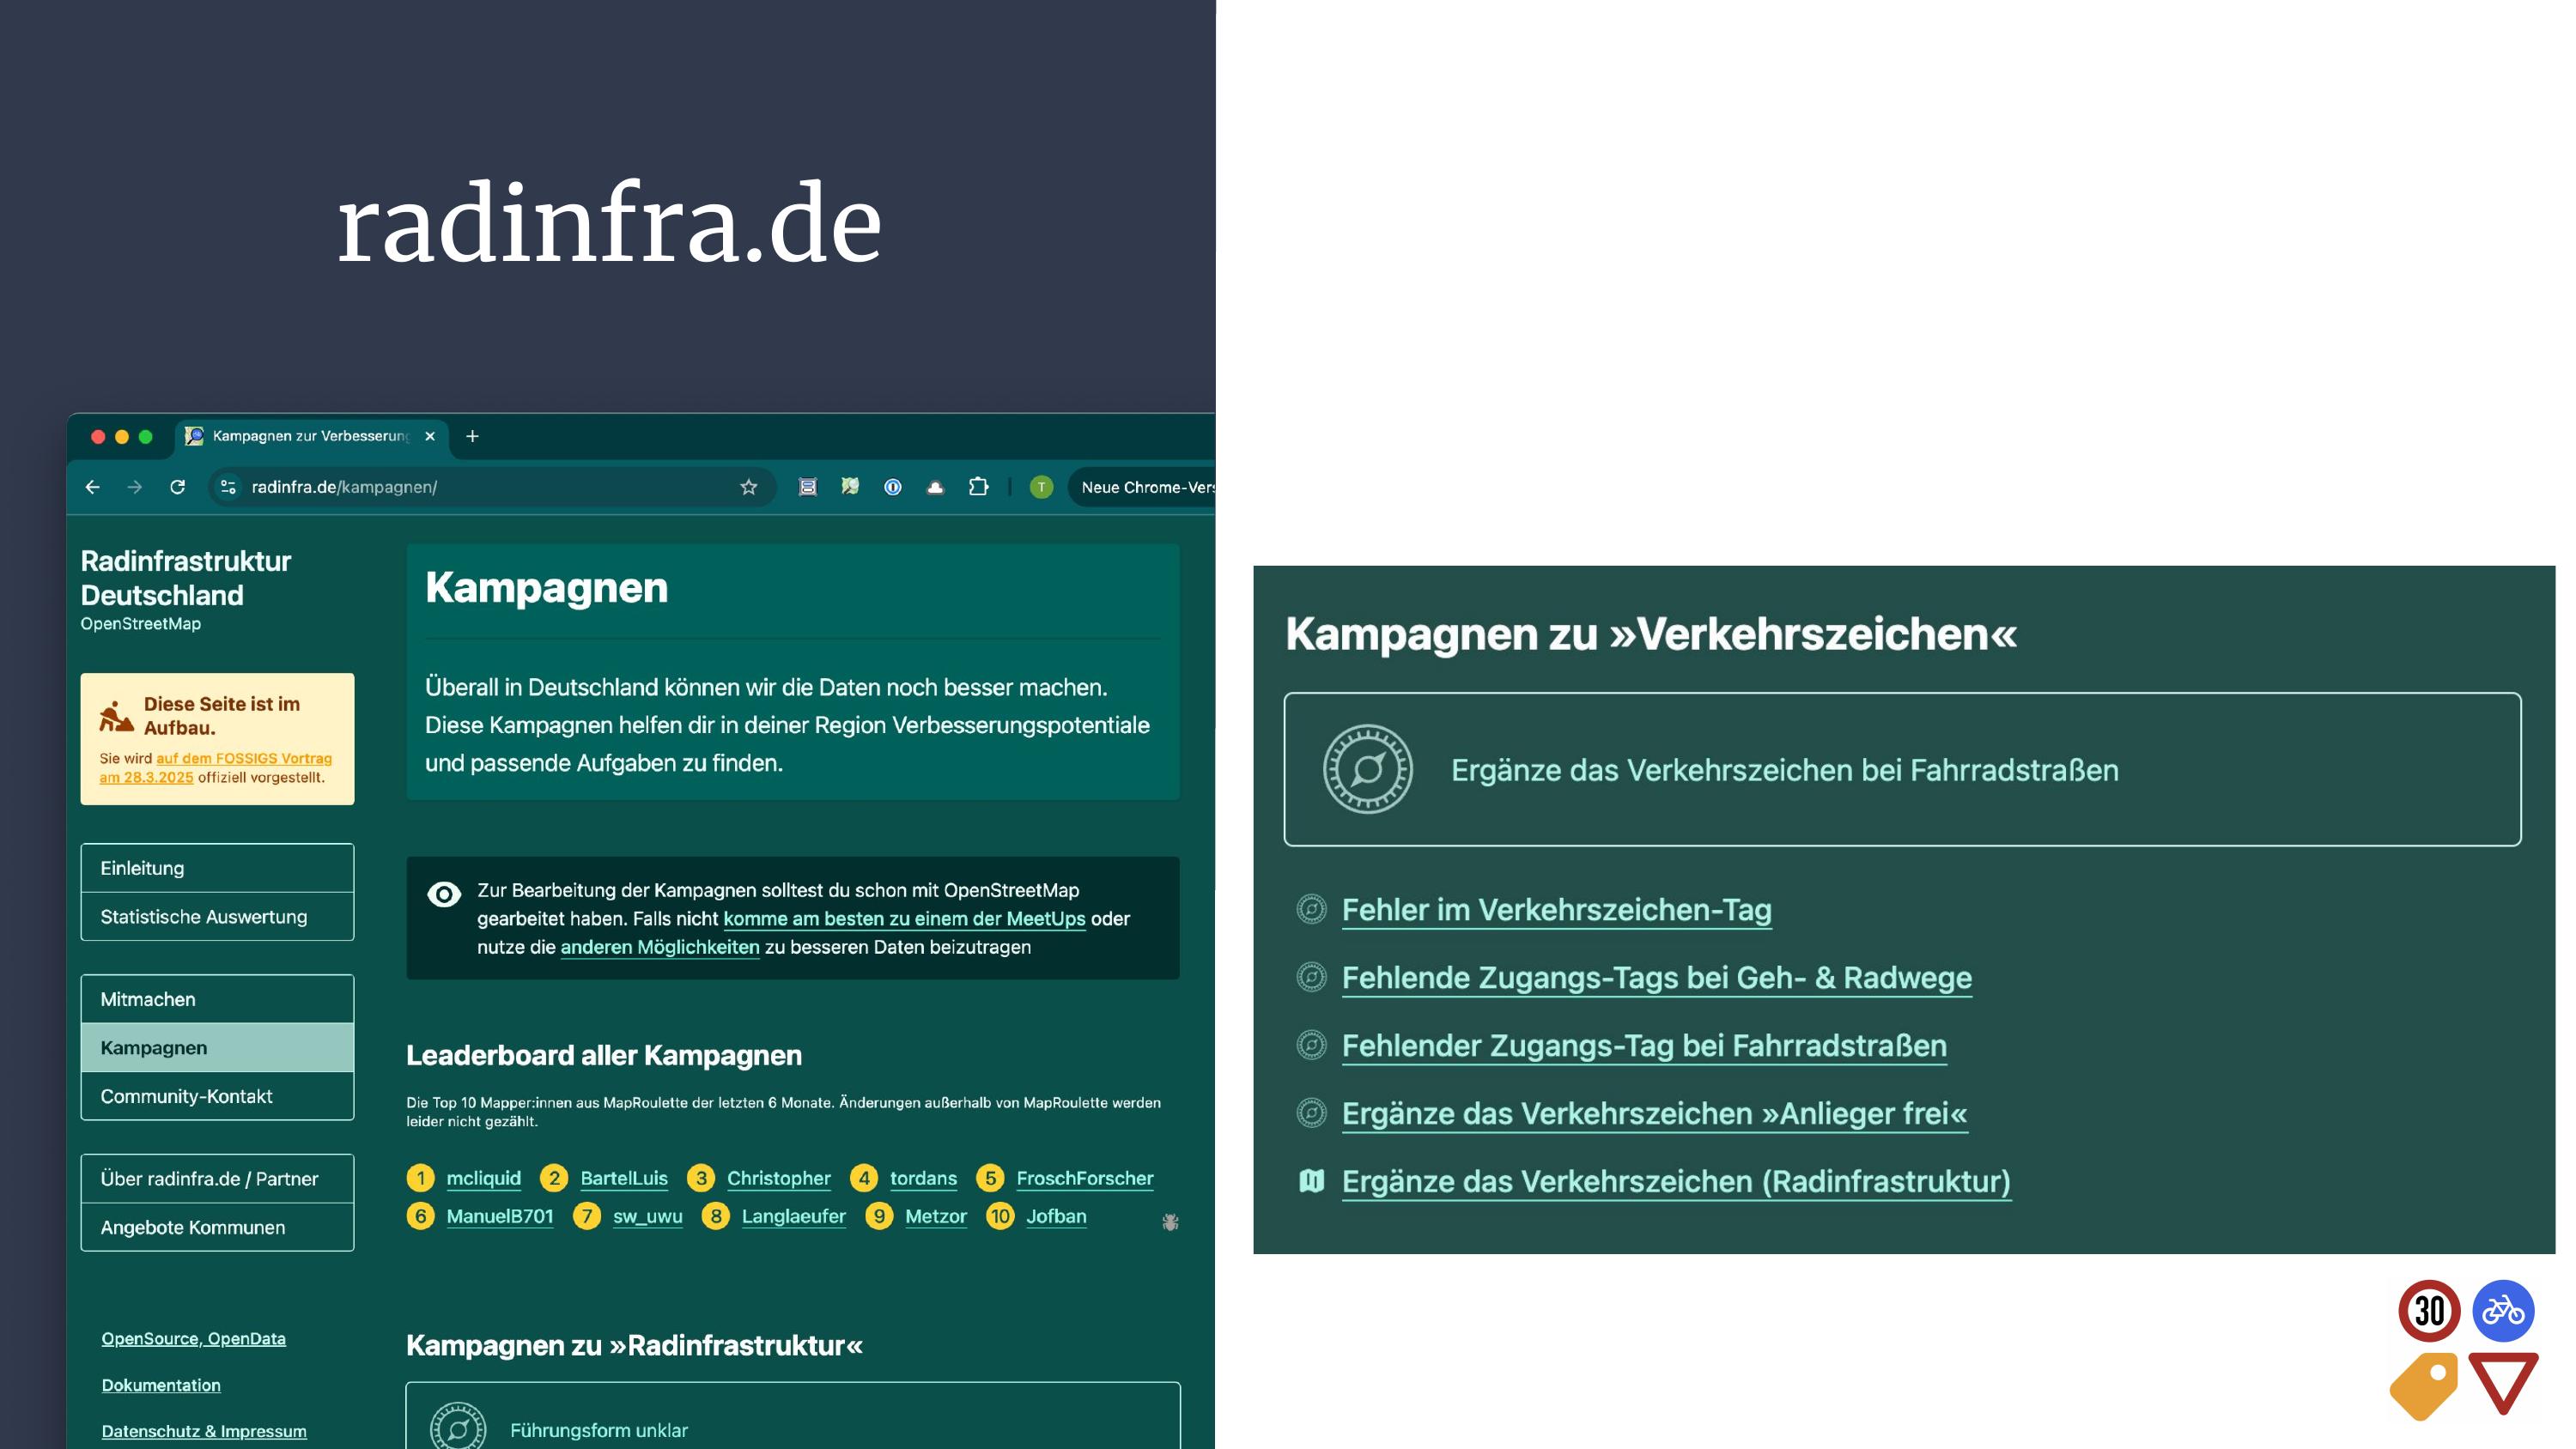 radinfra.de
Kampagnen zur Verbesserung
radinfra.de/kampagnen/
T
Neue Chrome-Vers
Radinfrastruktur
Deutschland
OpenStreetMap
Diese Seite ist im
Aufbau.
Sie wird auf dem FOSSIGS Vortrag
am 28.3.2025 offiziell vorgestellt.
Einleitung
Statistische Auswertung
Mitmachen
Kampagnen
Community-Kontakt
Über radinfra.de / Partner
Angebote Kommunen
OpenSource, OpenData
Dokumentation
Datenschutz & Impressum
Kampagnen
Überall in Deutschland können wir die Daten noch besser machen.
Diese Kampagnen helfen dir in deiner Region Verbesserungspotentiale
und passende Aufgaben zu finden.
Zur Bearbeitung der Kampagnen solltest du schon mit OpenStreetMap
gearbeitet haben. Falls nicht komme am besten zu einem der MeetUps oder
nutze die anderen Möglichkeiten zu besseren Daten beizutragen
Leaderboard aller Kampagnen
Die Top 10 Mapper:innen aus MapRoulette der letzten 6 Monate. Änderungen außerhalb von MapRoulette werden
leider nicht gezählt.
1 mcliquid 2 BartelLuis 3 Christopher 4 tordans 5 FroschForscher
6 ManuelB701 7 sw_uwu 8 Langlaeufer 9 Metzor 10 Jofban
Kampagnen zu »Radinfrastruktur«
Führungsform unklar
Kampagnen zu »Verkehrszeichen«
Ergänze das Verkehrszeichen bei Fahrradstraßen
Fehler im Verkehrszeichen-Tag
Fehlende Zugangs-Tags bei Geh- & Radwege
Fehlender Zugangs-Tag bei Fahrradstraßen
Ergänze das Verkehrszeichen »Anlieger frei«
Ergänze das Verkehrszeichen (Radinfrastruktur)
30